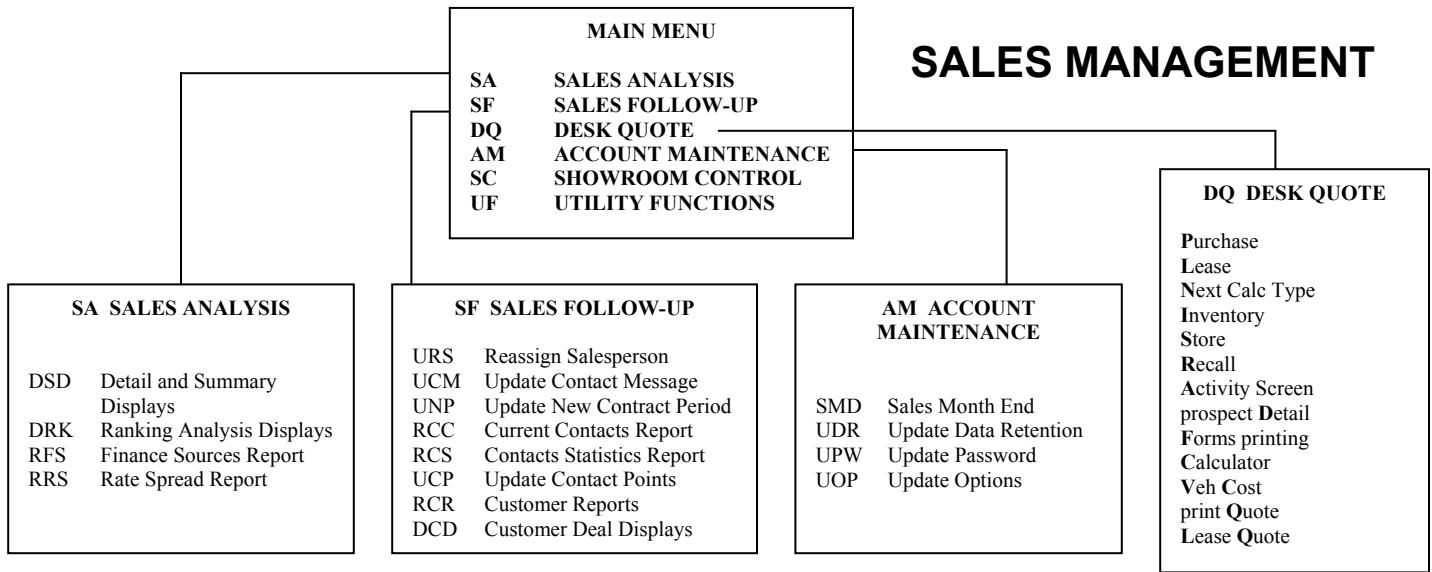 SALES MANAGEMENT
MAIN MENU
SA SALES ANALYSIS
SF SALES FOLLOW-UP
DQ DESK QUOTE
AM ACCOUNT MAINTENANCE
SC SHOWROOM CONTROL
UF UTILITY FUNCTIONS
SA SALES ANALYSIS
DSD Detail and Summary
Displays
DRK Ranking Analysis Displays
RFS Finance Sources Report
RRS Rate Spread Report
SF SALES FOLLOW-UP
URS Reassign Salesperson
UCM Update Contact Message
UNP Update New Contract Period
RCC Current Contacts Report
RCS Contacts Statistics Report
UCP Update Contact Points
RCR Customer Reports
DCD Customer Deal Displays
AM ACCOUNT
MAINTENANCE
SMD Sales Month End
UDR Update Data Retention
UPW Update Password
UOP Update Options
DQ DESK QUOTE
Purchase
Lease
Next Calc Type
Inventory
Store
Recall
Activity Screen
prospect Detail
Forms printing
Calculator
Veh Cost
print Quote
Lease Quote